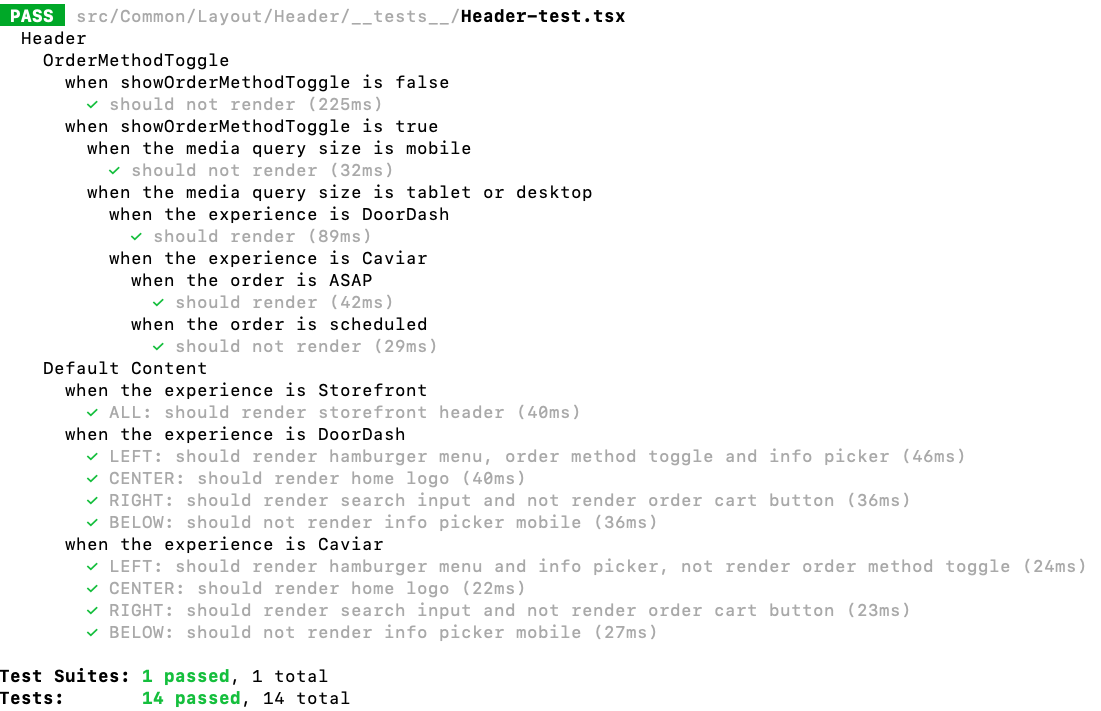 PASS src/Common/Layout/Header/__tests__/Header-test.tsx
Header
OrderMethodToggle
when showOrderMethodToggle is false
✓ should not render (225ms)
when showOrderMethodToggle is true
when the media query size is mobile
✓ should not render (32ms)
when the media query size is tablet or desktop
when the experience is DoorDash
✓ should render (89ms)
when the experience is Caviar
when the order is ASAP
✓ should render (42ms)
when the order is scheduled
✓ should not render (29ms)
Default Content
when the experience is Storefront
✓ ALL: should render storefront header (40ms)
when the experience is DoorDash
✓ LEFT: should render hamburger menu, order method toggle and info picker (46ms)
✓ CENTER: should render home logo (40ms)
✓ RIGHT: should render search input and not render order cart button (36ms)
✓ BELOW: should not render info picker mobile (36ms)
when the experience is Caviar
✓ LEFT: should render hamburger menu and info picker, not render order method toggle (24ms)
✓ CENTER: should render home logo (22ms)
✓ RIGHT: should render search input and not render order cart button (23ms)
✓ BELOW: should not render info picker mobile (27ms)
Test Suites: 1 passed, 1 total
Tests: 14 passed, 14 total